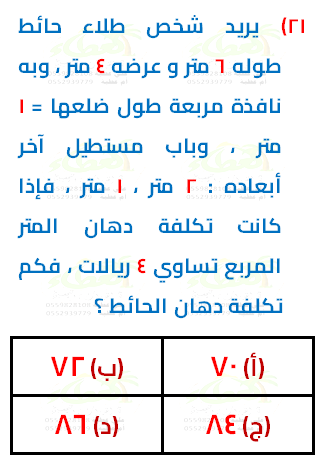 ٢١) يريد شخص طلاء حائط
طوله ٦ متر و عرضه ٤ متر ، وبه
نافذة مربعة طول ضلعها = ١
متر ، وباب مستطيل آخر
أبعاده : ٢ متر ، ١ متر ، فإذا
كانت تكلفة دهان المتر
المربع تساوي ٤ ريالات ، فكم
تكلفة دهان الحائط ؟
(أ) ٧٠ (ب) ٧٢
(ج) ٨٤ (د) ٨٦